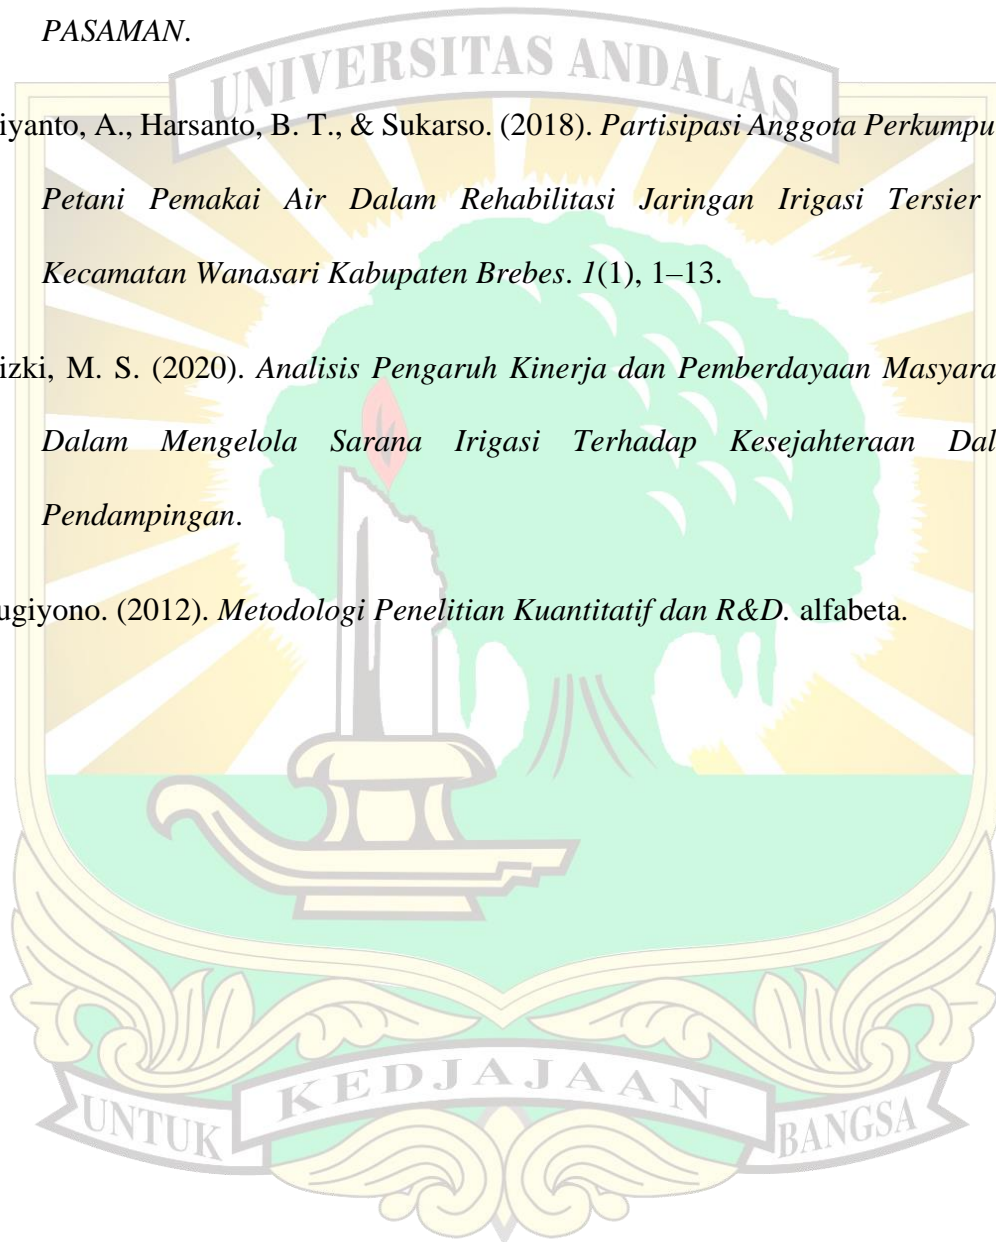 PASAMAN.
UNIVERSITAS ANDALAS
iyanto, A., Harsanto, B. T., & Sukarso. (2018). Partisipasi Anggota Perkumpu
Petani Pemakai Air Dalam Rehabilitasi Jaringan Irigasi Tersier
Kecamatan Wanasari Kabupaten Brebes. 1(1), 1–13.
izki, M. S. (2020). Analisis Pengaruh Kinerja dan Pemberdayaan Masyara
Dalam Mengelola Sarana Irigasi Terhadap Kesejahteraan Dal
Pendampingan.
ugiyono. (2012). Metodologi Penelitian Kuantitatif dan R&D. alfabeta.
UNTUK KEDJAJAAN BANGSA